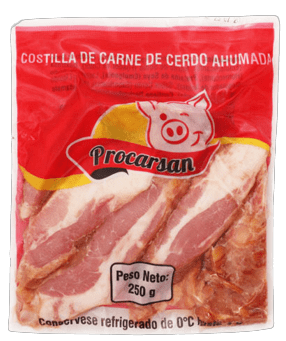 COSTILLA DE CARNE DE CERDO AHUMADA
Procarsan
Peso Neto:
250 g
Consérvese refrigerado de 0°C